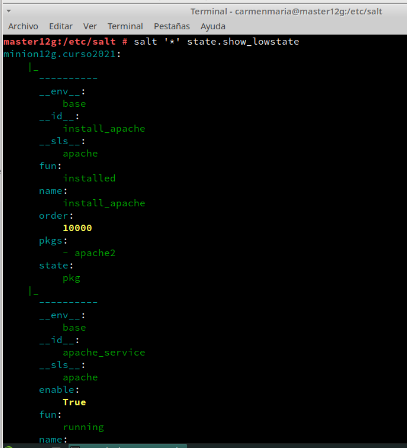 Terminal - carmenmaria@master12g:/etc/salt
Archivo Editar Ver Terminal Pestañas Ayuda
master12g:/etc/salt # salt '*' state.show_lowstate
minion12g.curso2021:
|_
----------
__env__:
base
__id__:
install_apache
__sls__:
apache
fun:
installed
name:
install_apache
order:
10000
pkgs:
- apache2
state:
pkg
|_
----------
__env__:
base
__id__:
apache_service
__sls__:
apache
enable:
True
fun:
running
name: